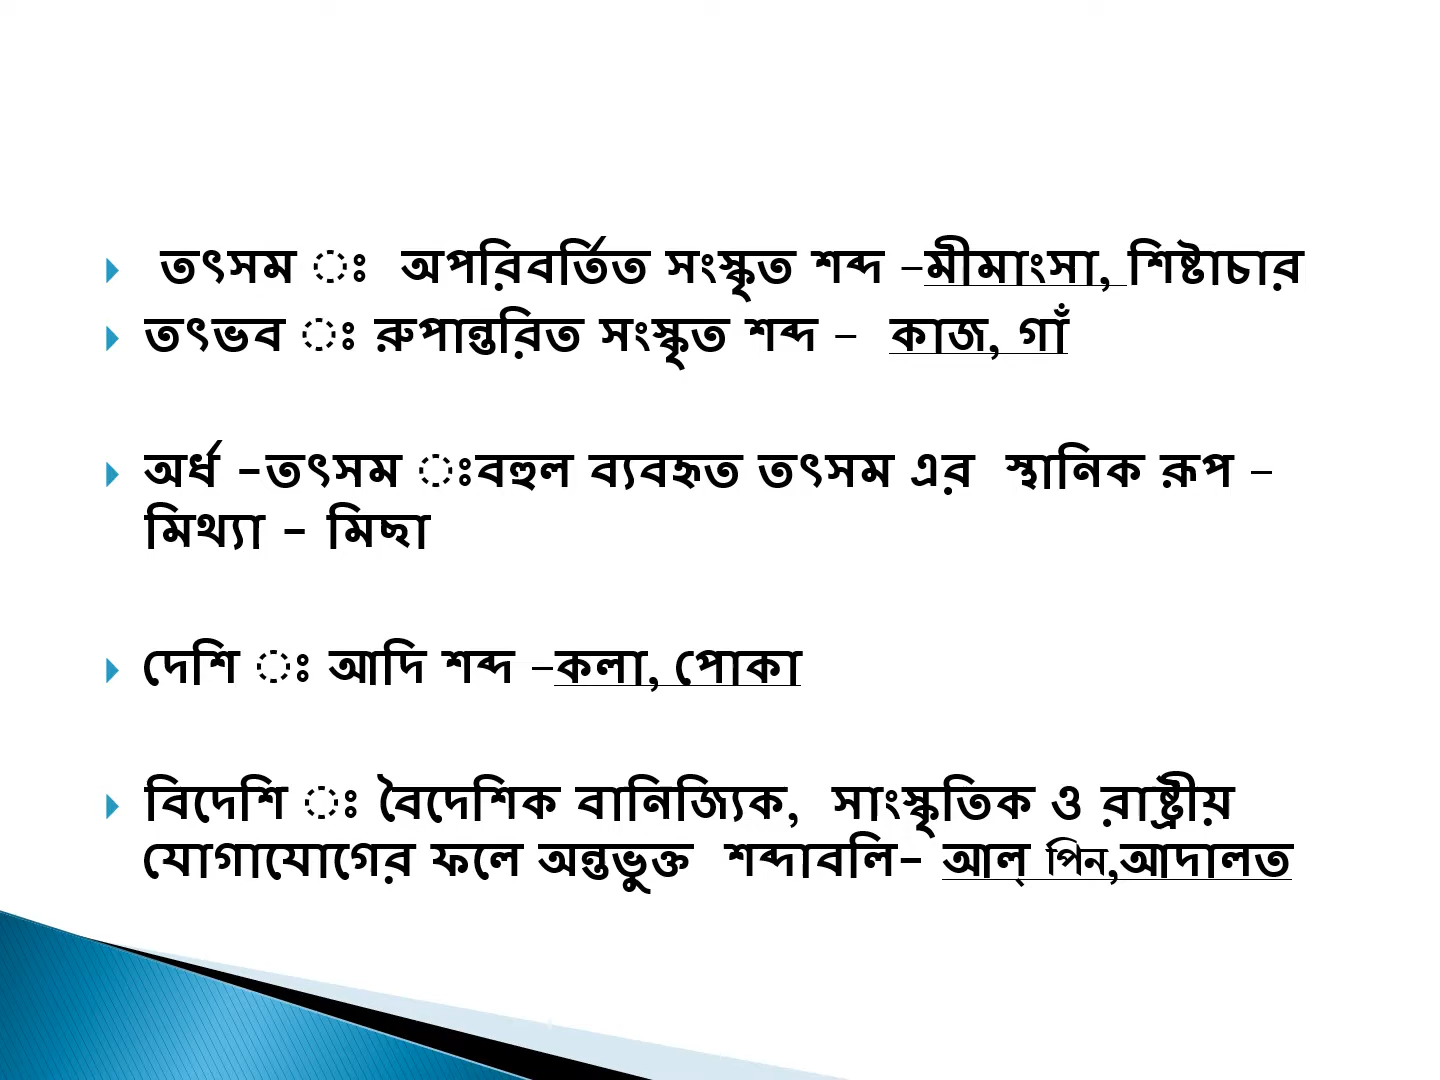 তৎসম ঃ অপরিবর্তিত সংস্কৃত শব্দ –মীমাংসা, শিষ্টাচার
তৎভব ঃ রুপান্তরিত সংস্কৃত শব্দ – কাজ, গাঁ
অর্ধ –তৎসম ঃবহুল ব্যবহৃত তৎসম এর স্থানিক রূপ –
মিথ্যা – মিছা
দেশি ঃ আদি শব্দ –কলা, পোকা
বিদেশি ঃ বৈদেশিক বানিজ্যিক, সাংস্কৃতিক ও রাষ্ট্রীয়
যোগাযোগের ফলে অন্তভুক্ত শব্দাবলি– আল্ পিন,আদালত